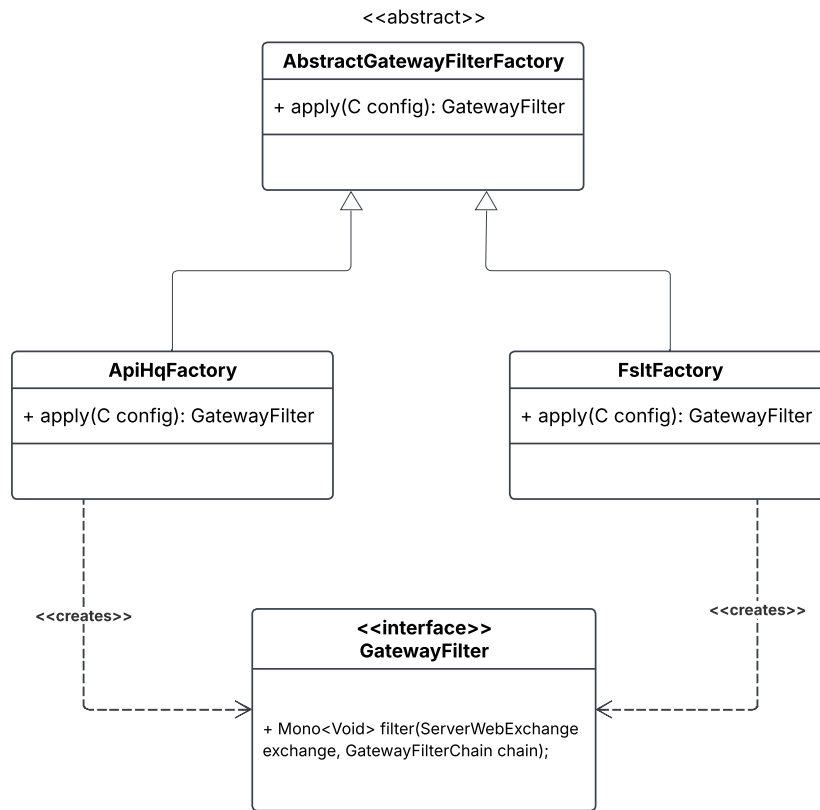 <<abstract>>
AbstractGatewayFilterFactory
+ apply(C config): GatewayFilter
ApiHqFactory
+ apply(C config): GatewayFilter
FsItFactory
+ apply(C config): GatewayFilter
<<creates>>
<<creates>>
<<interface>>
GatewayFilter
+ Mono<Void> filter(ServerWebExchange
exchange, GatewayFilterChain chain);